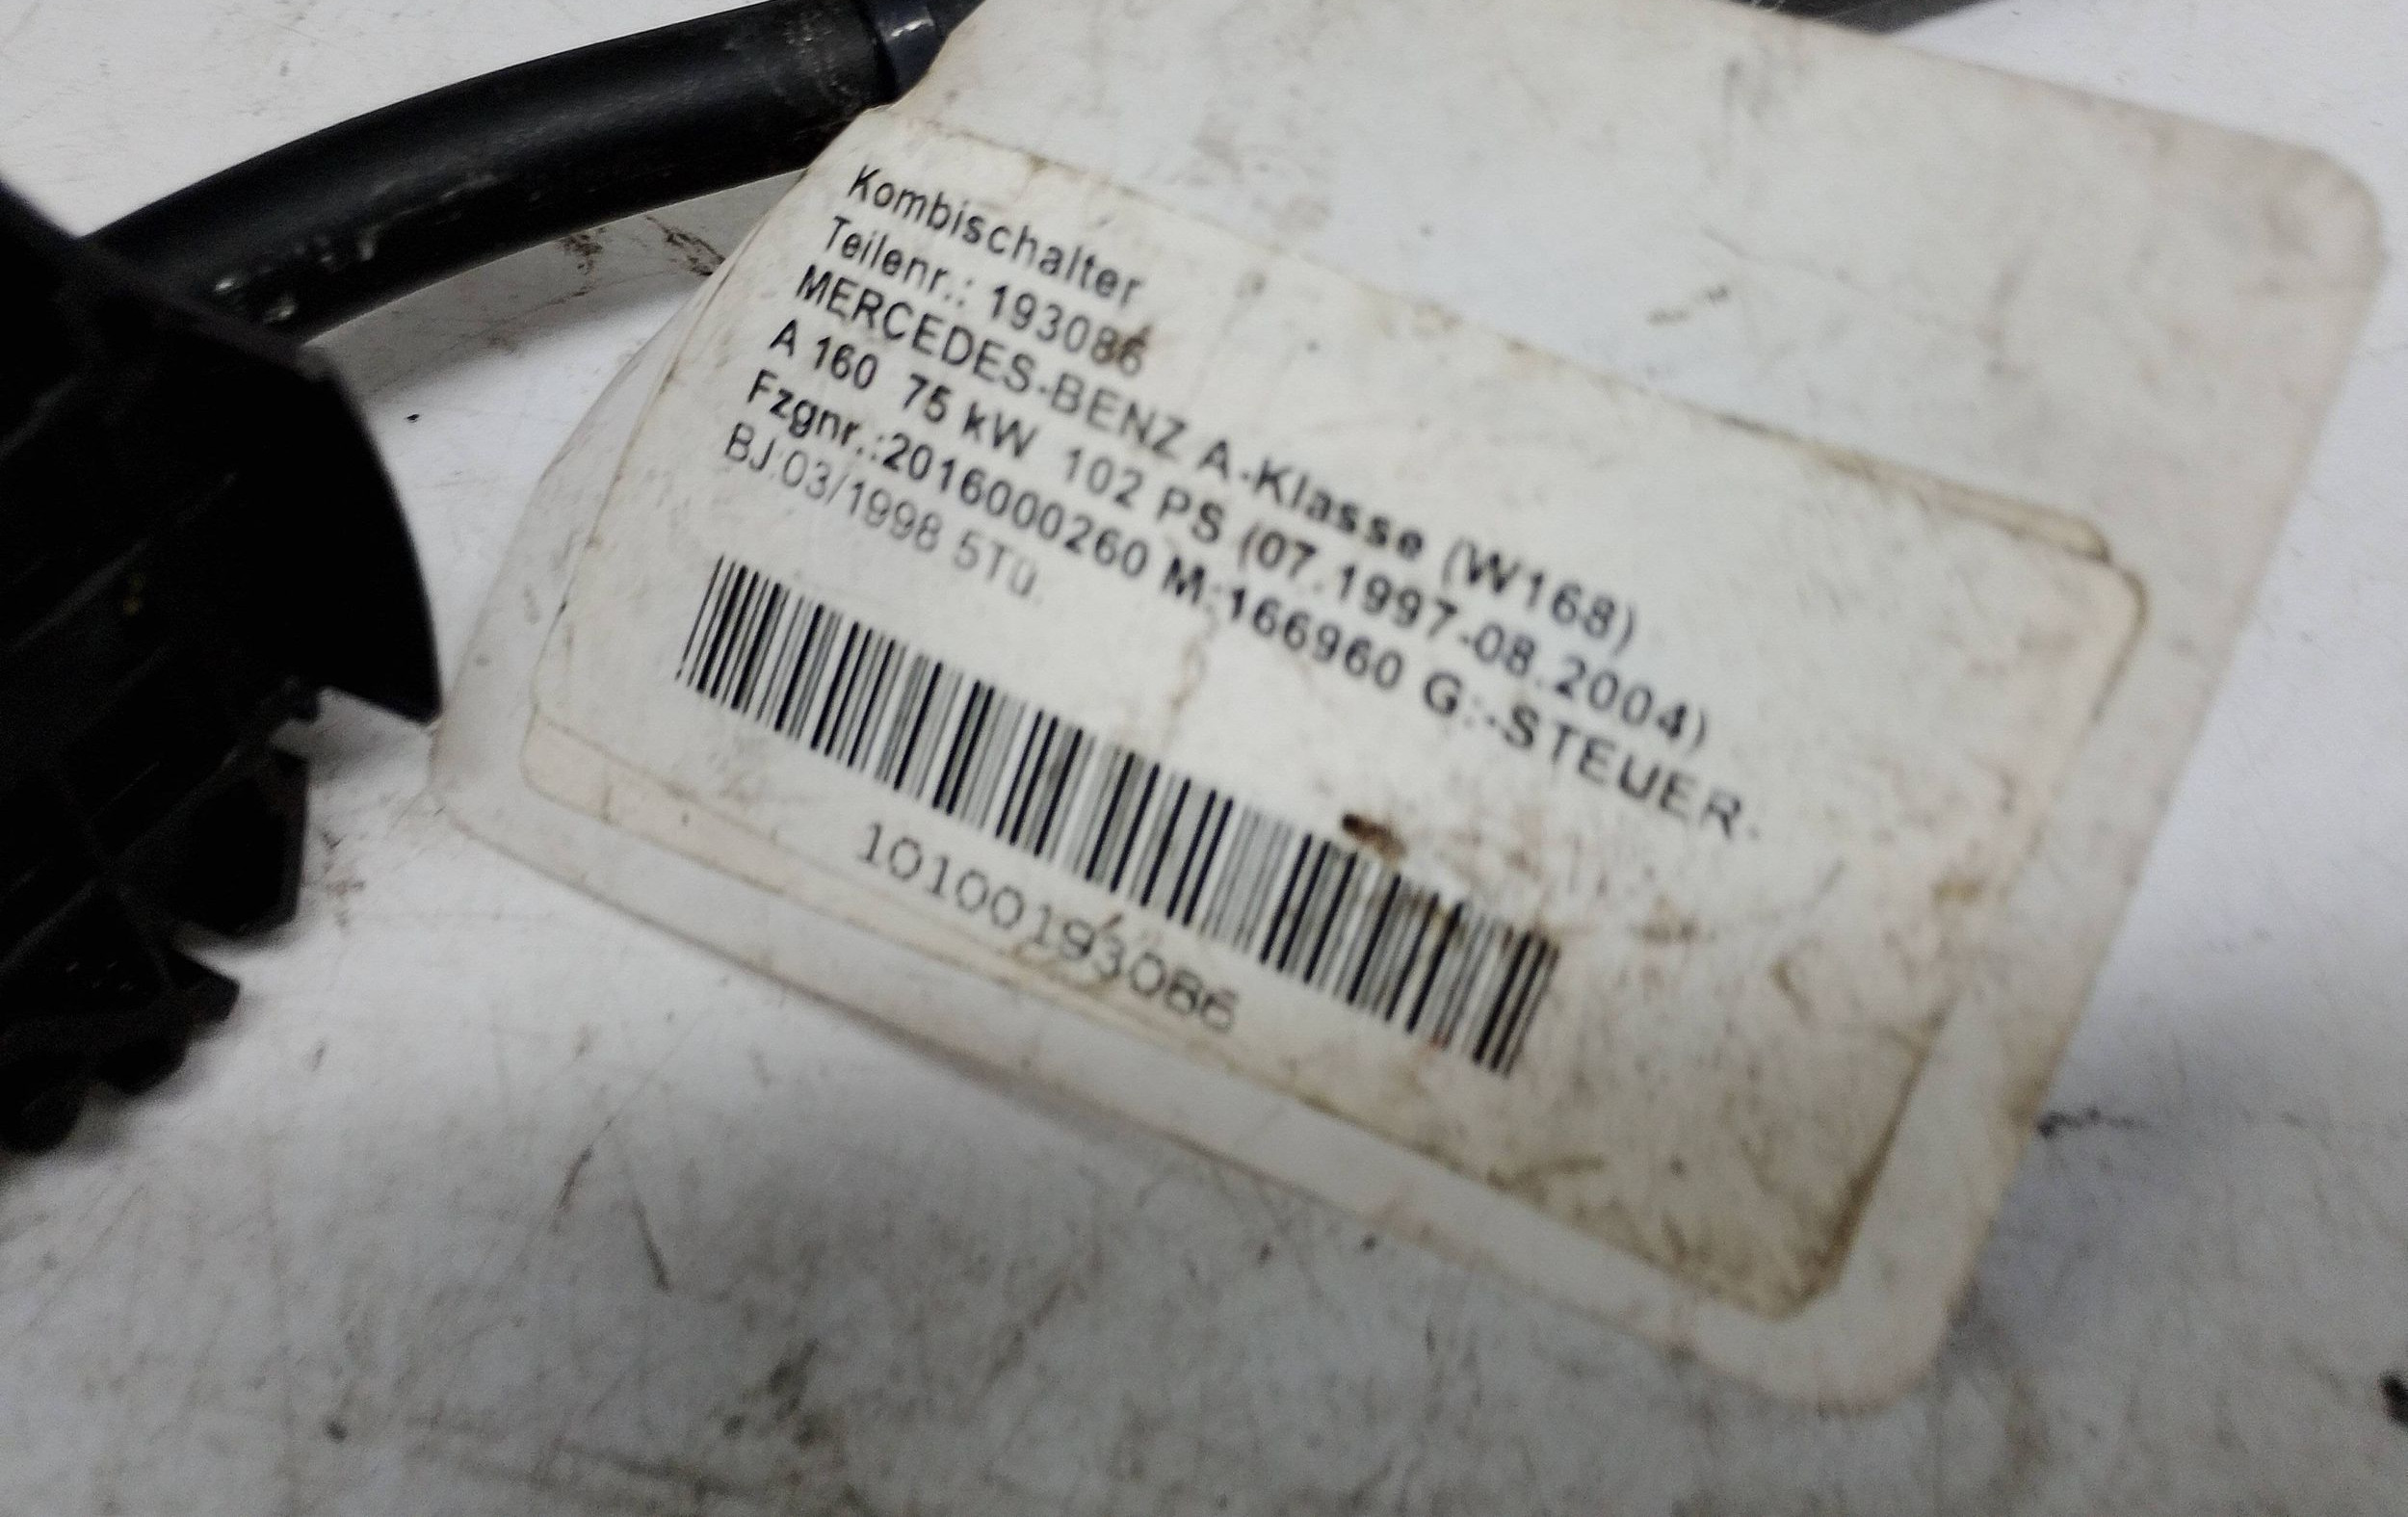 Kombischalter
Teilenr.: 193086
MERCEDES-BENZ A-Klasse (W168)
A 160 75 kW 102 PS (07.1997-08.2004)
Fzgnr.:2016000260 M:166960 G:-STEUER.
BJ:03/1998 5Tü.
10100193086